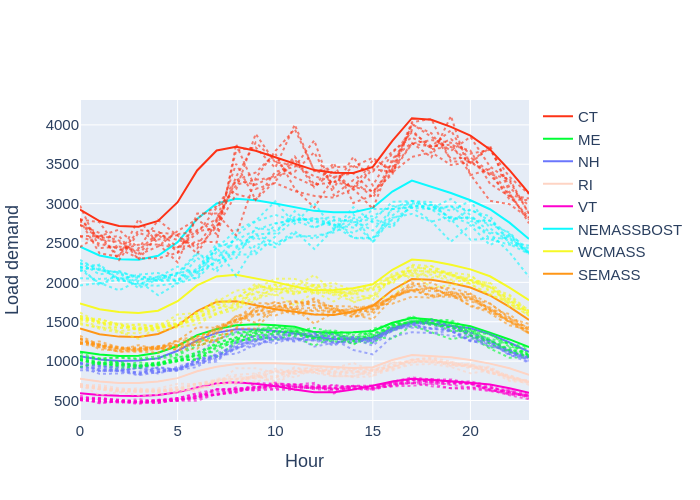 4000
3500
3000
2500
2000
1500
1000
500
0
5
10
15
20
Hour
Load demand
CT
ME
NH
RI
VT
NEMASSBOST
WCMASS
SEMASS